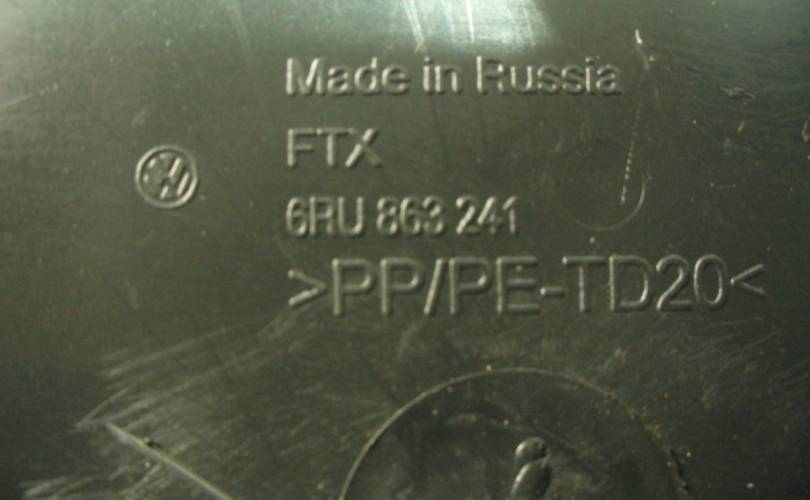 Made in Russia
FTX
6RU 863 241
>PP/PE-TD20<